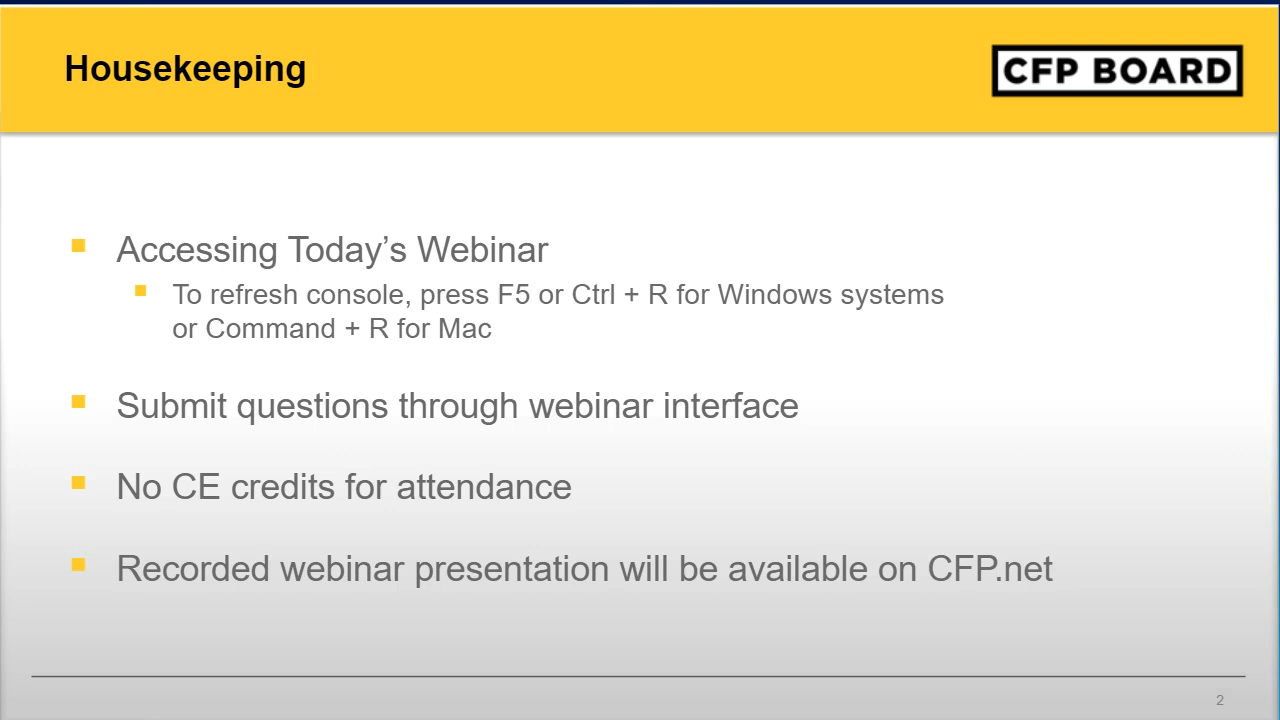 Housekeeping
CFP BOARD
Accessing Today’s Webinar
To refresh console, press F5 or Ctrl + R for Windows systems
or Command + R for Mac
Submit questions through webinar interface
No CE credits for attendance
Recorded webinar presentation will be available on CFP.net
2